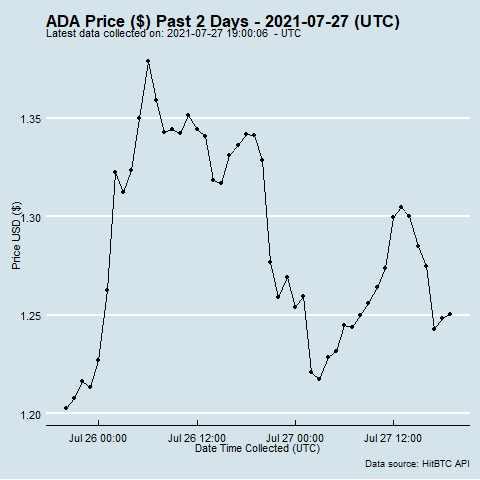 ADA Price ($) Past 2 Days - 2021-07-27 (UTC)
Latest data collected on: 2021-07-27 19:00:06 - UTC
Price USD ($)
1.35
1.30
1.25
1.20
Jul 26 00:00 Jul 26 12:00 Jul 27 00:00 Jul 27 12:00
Date Time Collected (UTC)
Data source: HitBTC API